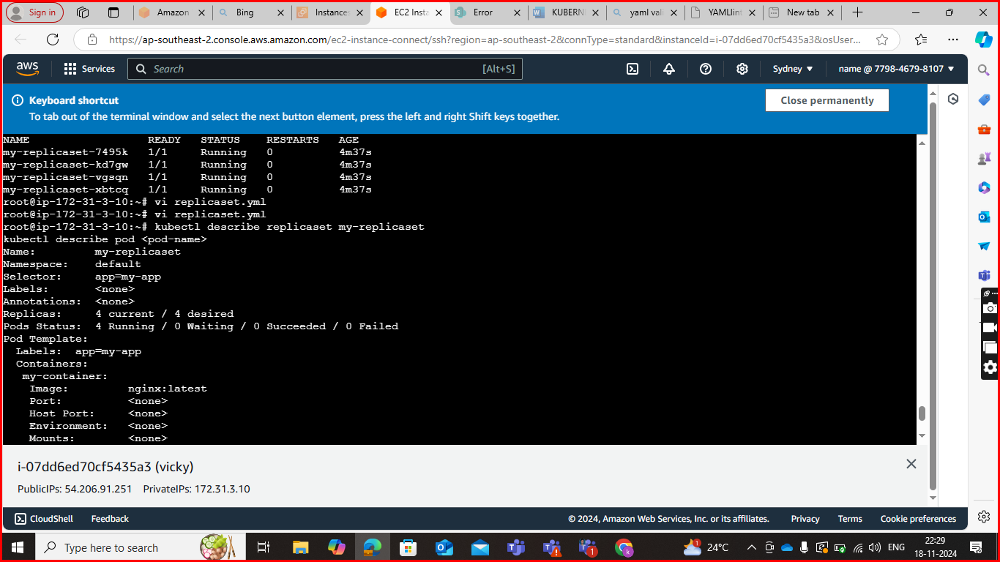 Sign in
Amazon
Bing
Instances
EC2 Insta
Error
KUBERNE
yaml vali
YAMLlint
New tab
https://ap-southeast-2.console.aws.amazon.com/ec2-instance-connect/ssh?region=ap-southeast-2&connType=standard&instanceId=i-07dd6ed70cf5435a3&osUser...
aws
Services
Search
[Alt+S]
Sydney
name @ 7798-4679-8107
Keyboard shortcut
To tab out of the terminal window and select the next button element, press the left and right Shift keys together.
Close permanently
NAME READY STATUS RESTARTS AGE
my-replicaset-7495k 1/1 Running 0 4m37s
my-replicaset-kd7gw 1/1 Running 0 4m37s
my-replicaset-vgsqn 1/1 Running 0 4m37s
my-replicaset-xbtcq 1/1 Running 0 4m37s
root@ip-172-31-3-10:~# vi replicaset.yml
root@ip-172-31-3-10:~# vi replicaset.yml
root@ip-172-31-3-10:~# kubectl describe replicaset my-replicaset
kubectl describe pod <pod-name>
Name: my-replicaset
Namespace: default
Selector: app=my-app
Labels: <none>
Annotations: <none>
Replicas: 4 current / 4 desired
Pods Status: 4 Running / 0 Waiting / 0 Succeeded / 0 Failed
Pod Template:
Labels: app=my-app
Containers:
my-container:
Image: nginx:latest
Port: <none>
Host Port: <none>
Environment: <none>
Mounts: <none>
i-07dd6ed70cf5435a3 (vicky)
PublicIPs: 54.206.91.251 PrivateIPs: 172.31.3.10
CloudShell
Feedback
© 2024, Amazon Web Services, Inc. or its affiliates.
Privacy
Terms
Cookie preferences
Type here to search
24°C
ENG
22:29
18-11-2024